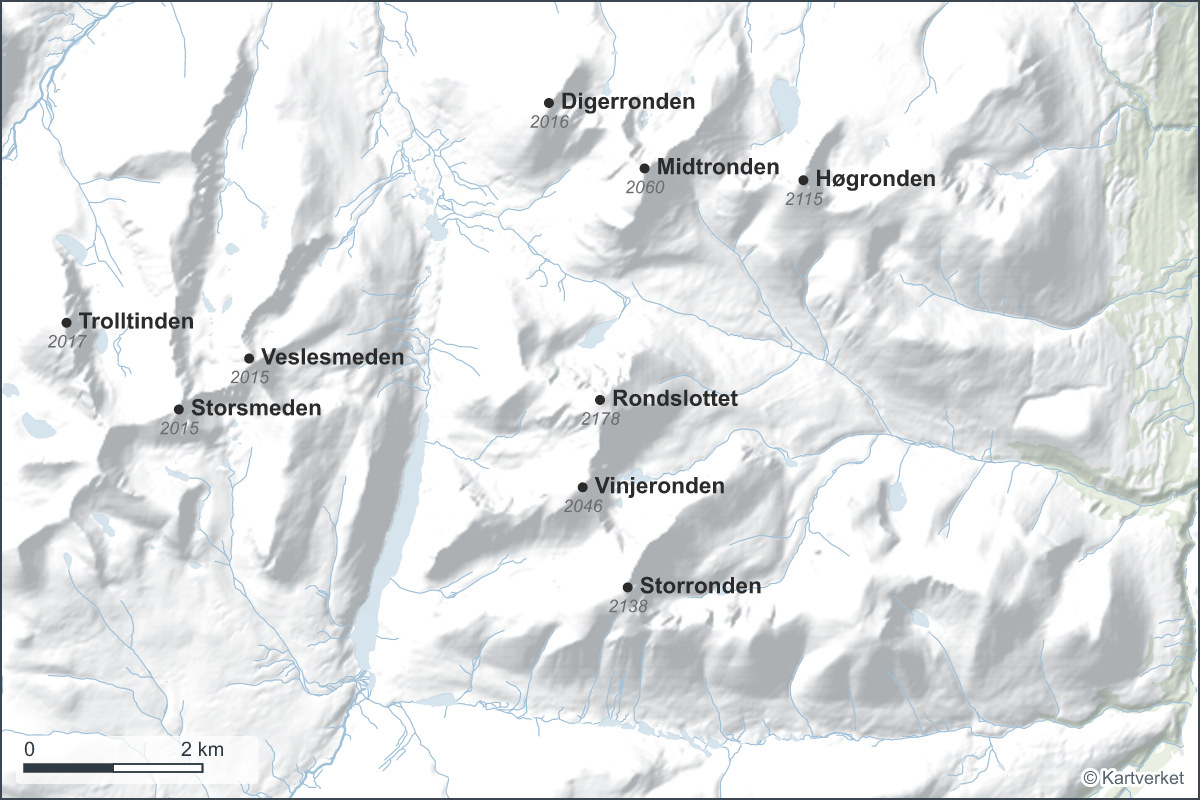 Digerronden
2016
Midtronden
2060
Høgronden
2115
Trolltinden
2017
Veslesmeden
2015
Storsmeden
2015
Rondslottet
2178
Vinjeronden
2046
Storronden
2138
0 2 km
© Kartverket